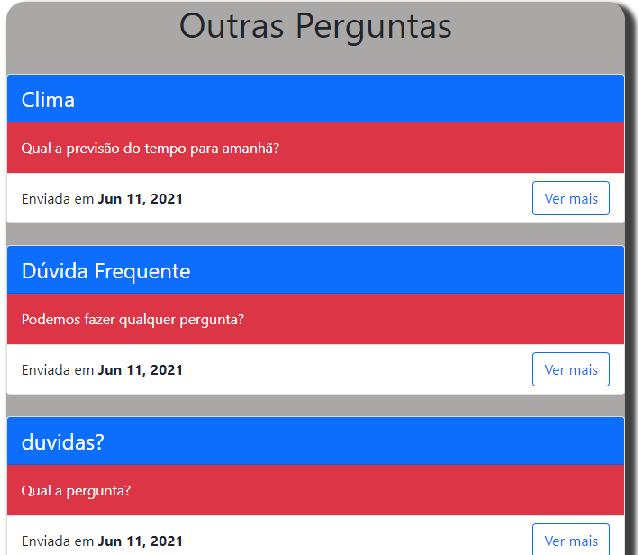 Outras Perguntas
Clima
Qual a previsão do tempo para amanhã?
Enviada em Jun 11, 2021
Ver mais
Dúvida Frequente
Podemos fazer qualquer pergunta?
Enviada em Jun 11, 2021
Ver mais
duvidas?
Qual a pergunta?
Enviada em Jun 11, 2021
Ver mais